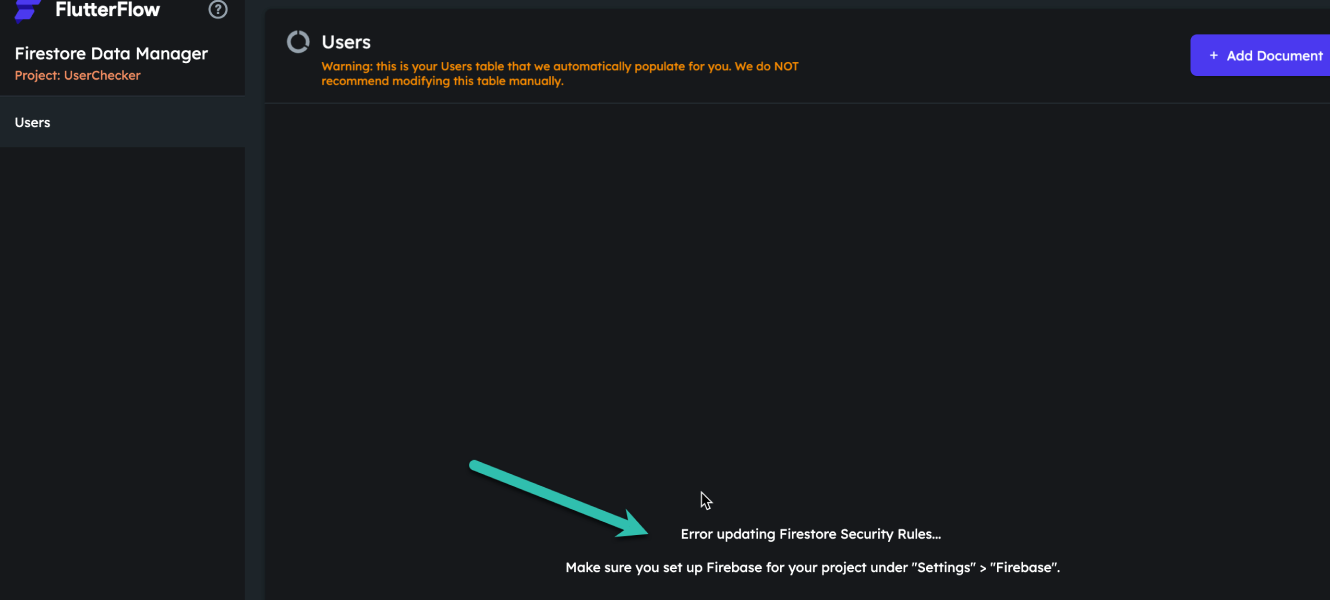 FlutterFlow
?
Firestore Data Manager
Project: UserChecker
Users
Users
Warning: this is your Users table that we automatically populate for you. We do NOT
recommend modifying this table manually.
+ Add Document
Error updating Firestore Security Rules...
Make sure you set up Firebase for your project under "Settings" > "Firebase".